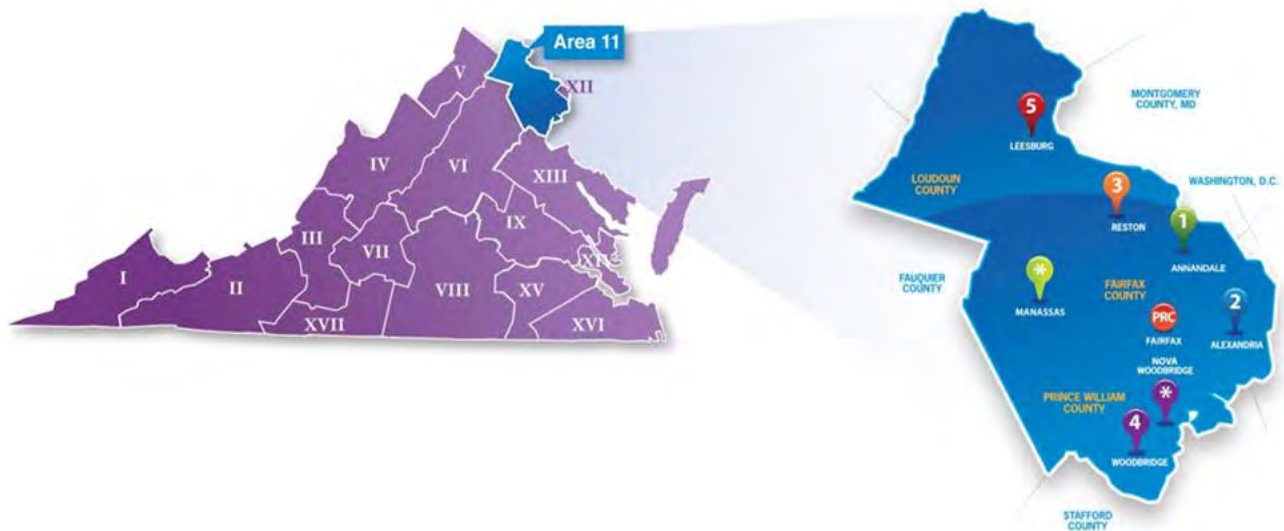 Area 11
V
XII
IV
VI
XIII
III
IX
VII
XIV
I
II
VIII
XV
XVII
XVI
MONTGOMERY
COUNTY, MD
5
LEESBURG
LOUDOUN
COUNTY
WASHINGTON, D.C.
3
RESTON
1
ANNANDALE
FAUQUIER
COUNTY
*
MANASSAS
FAIRFAX
COUNTY
2
ALEXANDRIA
PRC
FAIRFAX
NOVA
WOODBRIDGE
*
PRINCE WILLIAM
COUNTY
4
WOODBRIDGE
STAFFORD
COUNTY